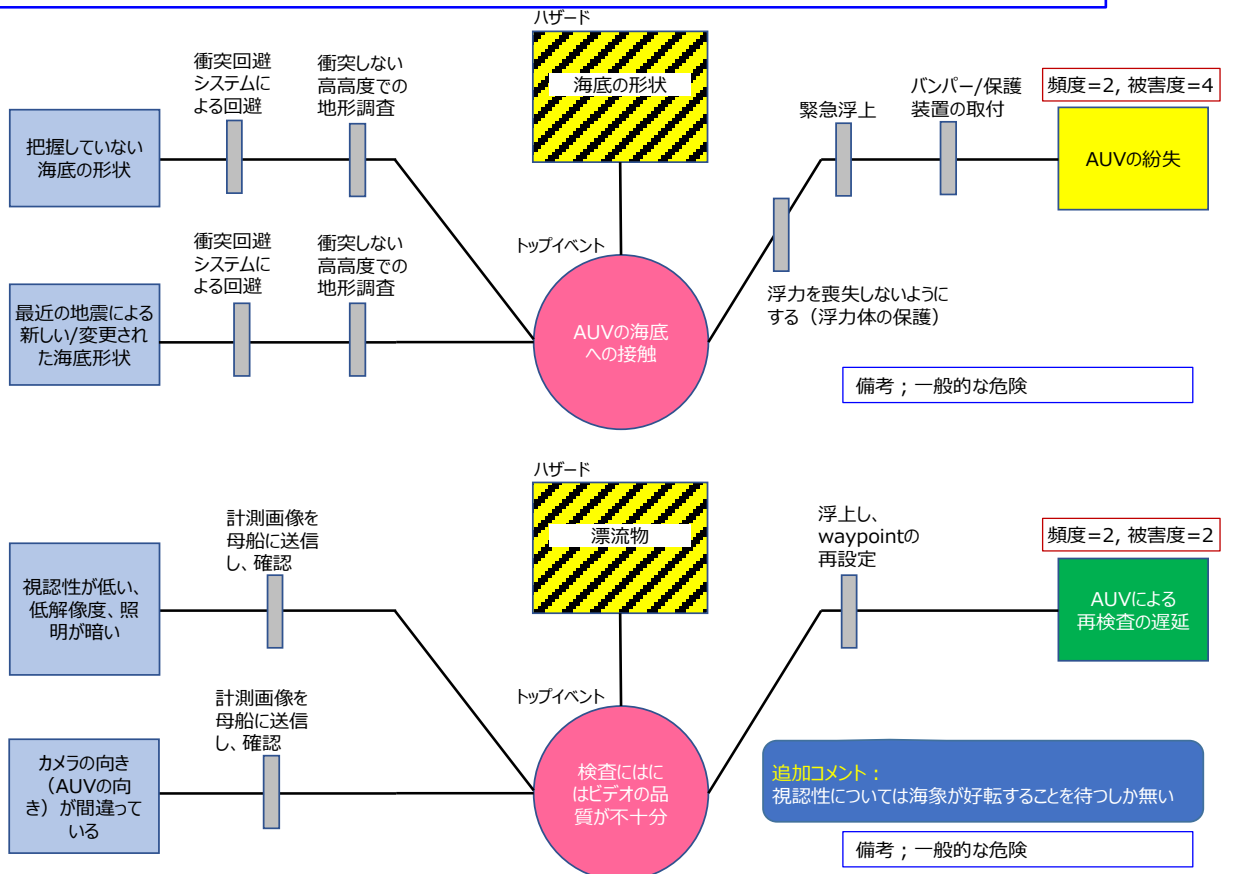 ハザード
海底の形状
衝突回避
システムに
よる回避
衝突しない
高高度での
地形調査
把握していない
海底の形状
緊急浮上
バンパー/保護
装置の取付
頻度=2, 被害度=4
AUVの紛失
衝突回避
システムに
よる回避
衝突しない
高高度での
地形調査
最近の地震による
新しい/変更され
た海底形状
トップイベント
AUVの海底
への接触
浮力を喪失しないように
する（浮力体の保護）
備考；一般的な危険
ハザード
漂流物
計測画像を
母船に送信
し、確認
視認性が低い、
低解像度、照
明が暗い
浮上し、
waypointの
再設定
頻度=2, 被害度=2
AUVによる
再検査の遅延
計測画像を
母船に送信
し、確認
カメラの向き
（AUVの向
き）が間違って
いる
トップイベント
検査にはに
はビデオの品
質が不十分
追加コメント：
視認性については海象が好転することを待つしか無い
備考；一般的な危険